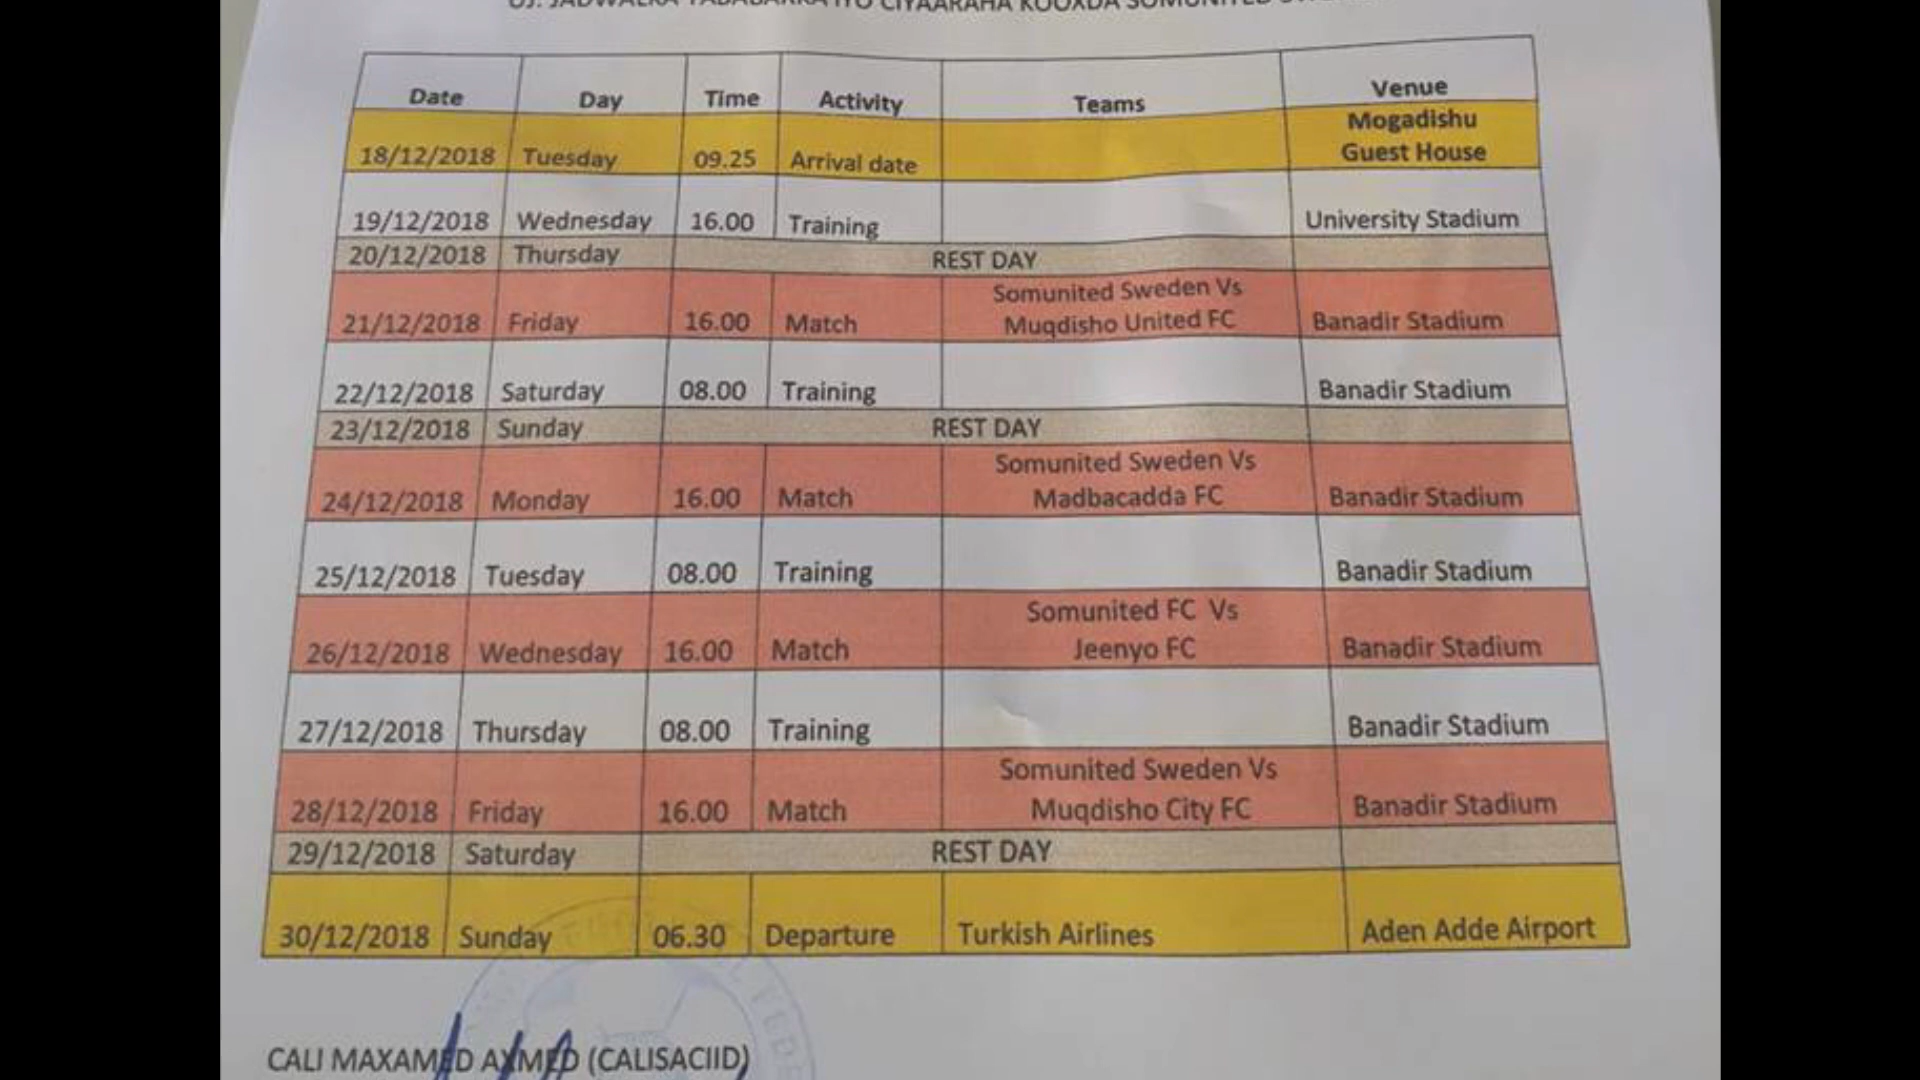 UJ: JADWALKA TABABARKA IYO CIYAARAHA KOOXDA SOMUNITED
Date Day Time Activity Teams Venue
18/12/2018 Tuesday 09.25 Arrival date Mogadishu
Guest House
19/12/2018 Wednesday 16.00 Training University Stadium
20/12/2018 Thursday REST DAY
21/12/2018 Friday 16.00 Match Somunited Sweden Vs
Muqdisho United FC Banadir Stadium
22/12/2018 Saturday 08.00 Training Banadir Stadium
23/12/2018 Sunday REST DAY
24/12/2018 Monday 16.00 Match Somunited Sweden Vs
Madbacadda FC Banadir Stadium
25/12/2018 Tuesday 08.00 Training Banadir Stadium
26/12/2018 Wednesday 16.00 Match Somunited FC Vs
Jeenyo FC Banadir Stadium
27/12/2018 Thursday 08.00 Training Banadir Stadium
28/12/2018 Friday 16.00 Match Somunited Sweden Vs
Muqdisho City FC Banadir Stadium
29/12/2018 Saturday REST DAY
30/12/2018 Sunday 06.30 Departure Turkish Airlines Aden Adde Airport
CALI MAXAMED AXMED (CALISACIID)